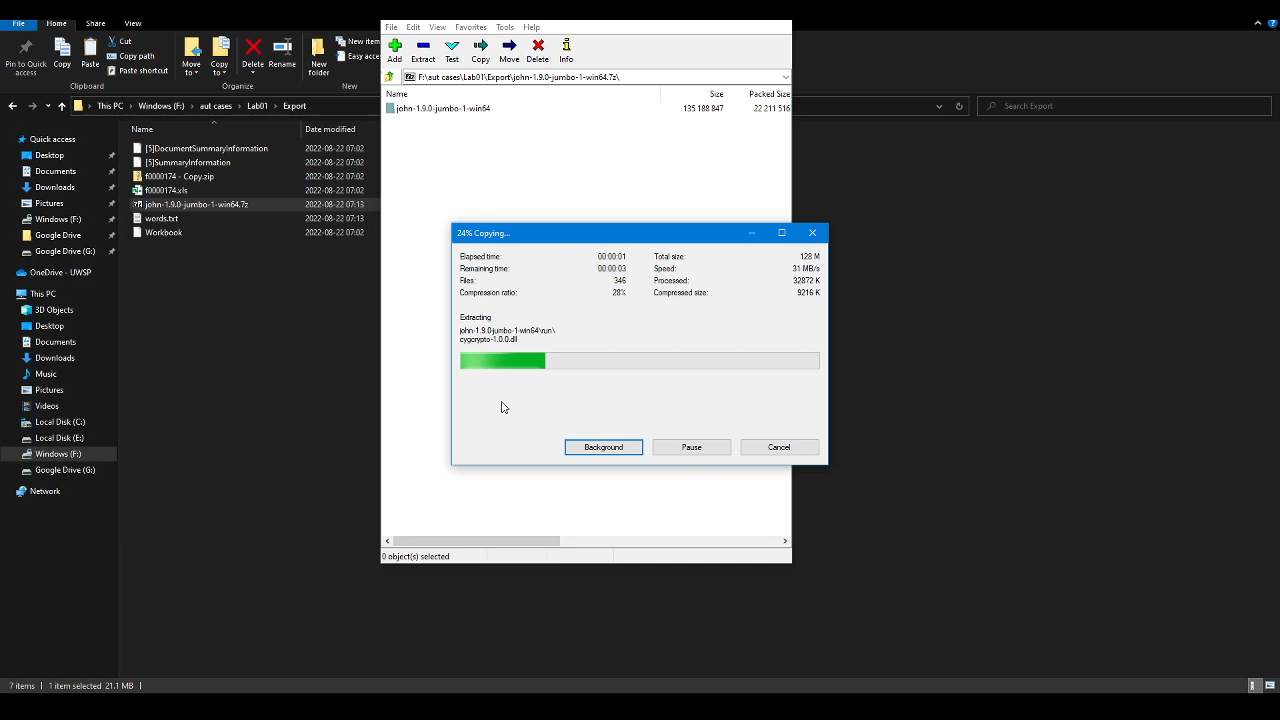 File Home Share View
Pin to Quick access
Copy
Paste
Cut
Copy path
Paste shortcut
Clipboard
Move to
Copy to
Delete
Rename
Organize
New folder
New item
Easy acce
New
This PC > Windows (F:) > aut cases > Lab01 > Export
Search Export
Quick access
Desktop
Documents
Downloads
Pictures
Windows (F:)
Google Drive
Google Drive (G:)
OneDrive - UWSP
This PC
3D Objects
Desktop
Documents
Downloads
Music
Pictures
Videos
Local Disk (C:)
Local Disk (E:)
Windows (F:)
Google Drive (G:)
Network
Name Date modified
[5]DocumentSummaryInformation 2022-08-22 07:02
[5]SummaryInformation 2022-08-22 07:02
f0000174 - Copy.zip 2022-08-22 07:02
f0000174.xls 2022-08-22 07:02
john-1.9.0-jumbo-1-win64.7z 2022-08-22 07:13
words.txt 2022-08-22 07:13
Workbook 2022-08-22 07:02
7 items 1 item selected 21.1 MB
File Edit View Favorites Tools Help
Add Extract Test Copy Move Delete Info
F:\aut cases\Lab01\Export\john-1.9.0-jumbo-1-win64.7z\
Name Size Packed Size
john-1.9.0-jumbo-1-win64 135 188 847 22 211 516
0 object(s) selected
24% Copying...
Elapsed time: 00:00:01 Total size: 128 M
Remaining time: 00:00:03 Speed: 31 MB/s
Files: 346 Processed: 32872 K
Compression ratio: 28% Compressed size: 9216 K
Extracting
john-1.9.0-jumbo-1-win64\run\
cygcrypto-1.0.0.dll
Background Pause Cancel